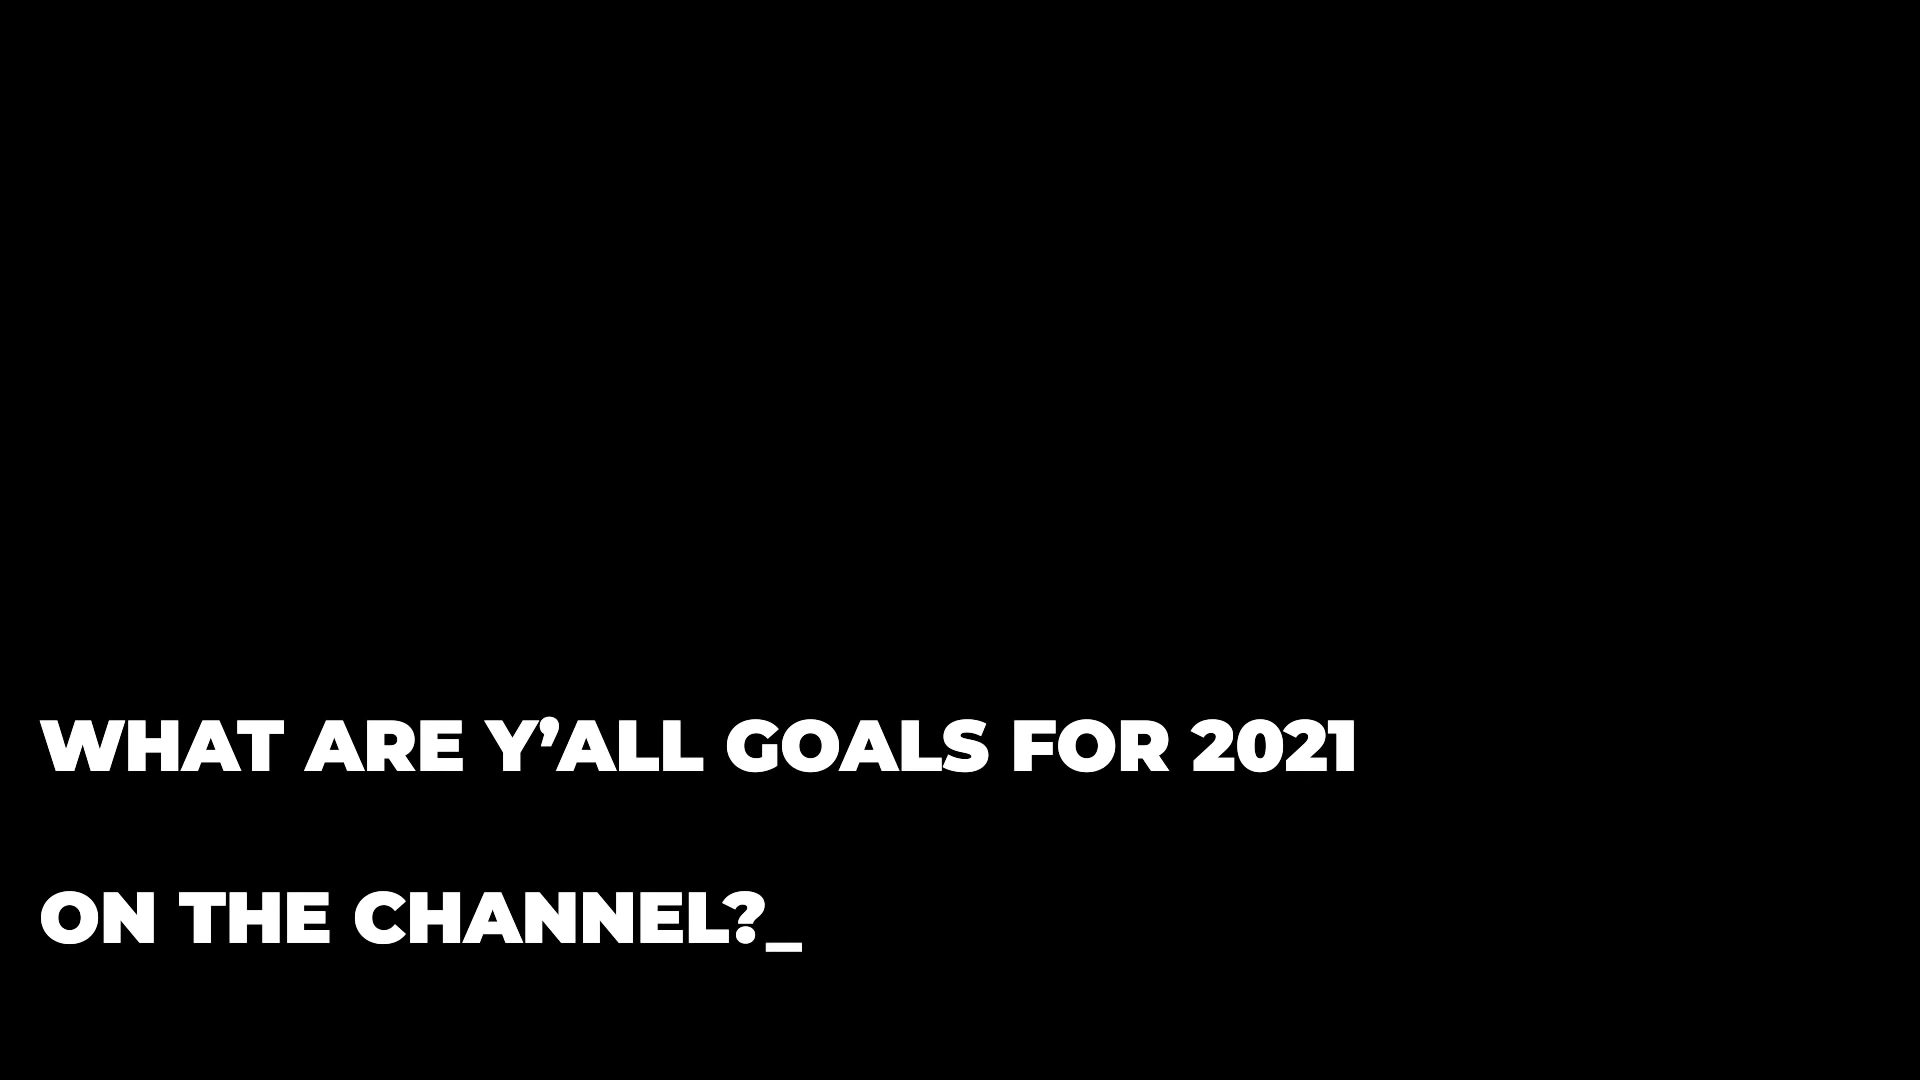 WHAT ARE Y’ALL GOALS FOR 2021
ON THE CHANNEL?_